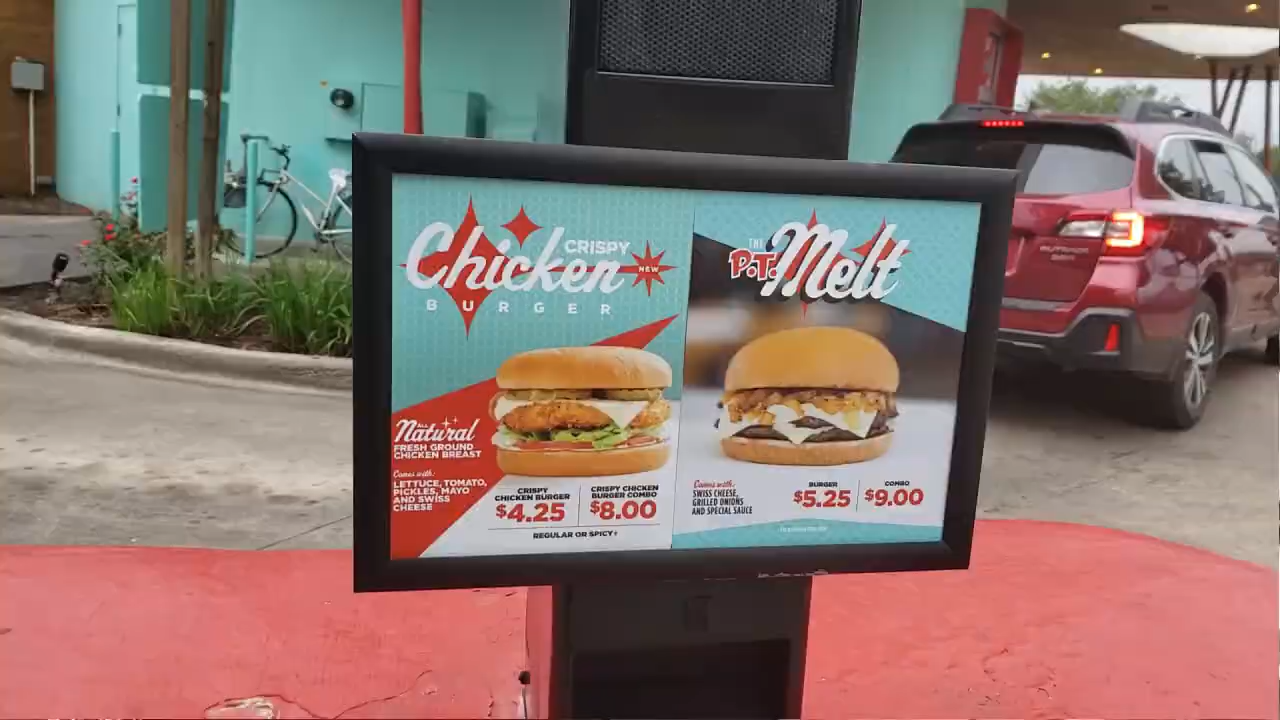 Chicken
CRISPY
NEW
BURGER
ALL
Natural
FRESH GROUND
CHICKEN BREAST
Comes with:
LETTUCE, TOMATO,
PICKLES, MAYO
AND SWISS
CHEESE
CRISPY
CHICKEN BURGER
$4.25
CRISPY CHICKEN
BURGER COMBO
$8.00
REGULAR OR SPICY
THE
P.T. Melt
Comes with:
SWISS CHEESE,
GRILLED ONIONS
AND SPECIAL SAUCE
BURGER
$5.25
COMBO
$9.00
OUTBACK